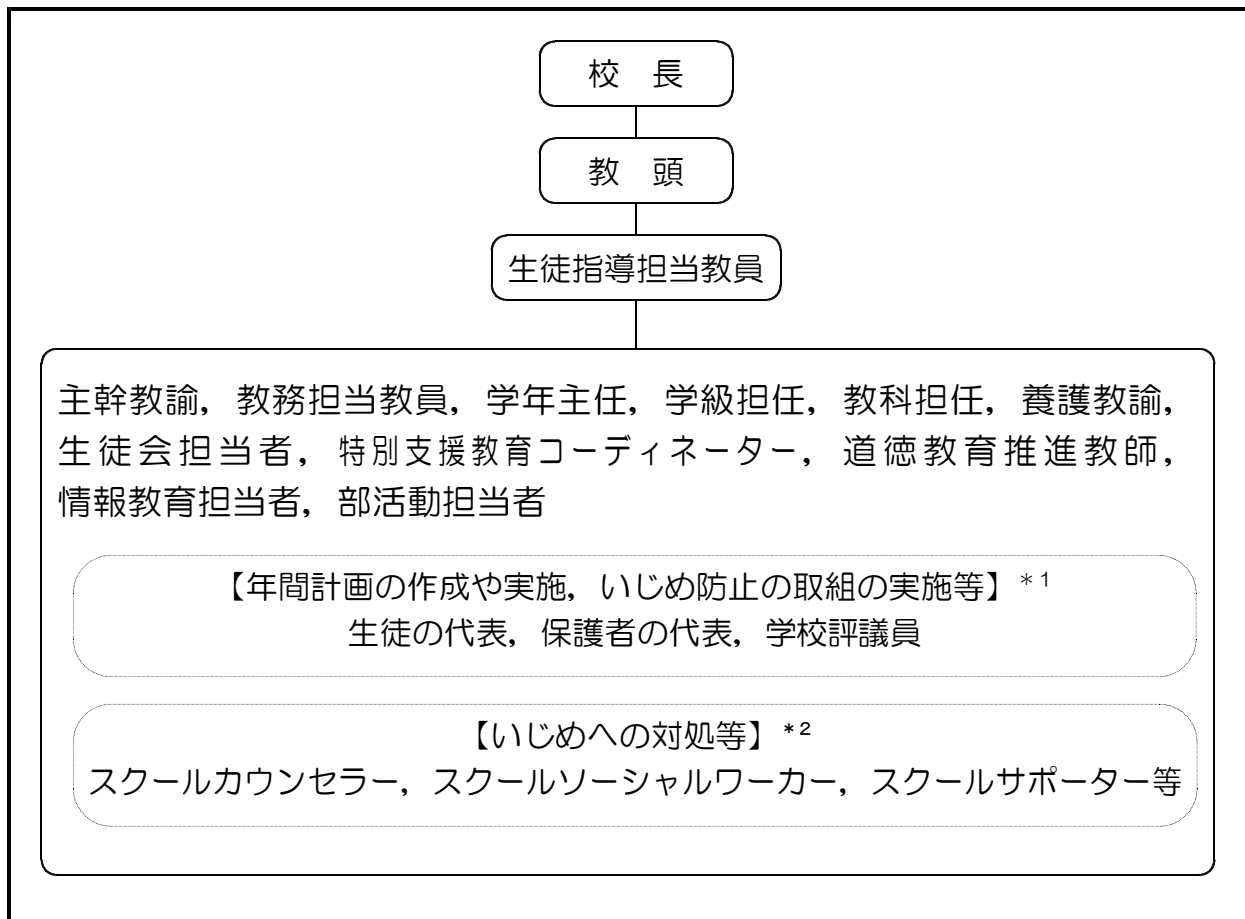 校　長
教　頭
生徒指導担当教員
主幹教諭，教務担当教員，学年主任，学級担任，教科担任，養護教諭，
生徒会担当者，特別支援教育コーディネーター，道徳教育推進教師，
情報教育担当者，部活動担当者
【年間計画の作成や実施，いじめ防止の取組の実施等】*1
生徒の代表，保護者の代表，学校評議員
【いじめへの対処等】*2
スクールカウンセラー，スクールソーシャルワーカー，スクールサポーター等